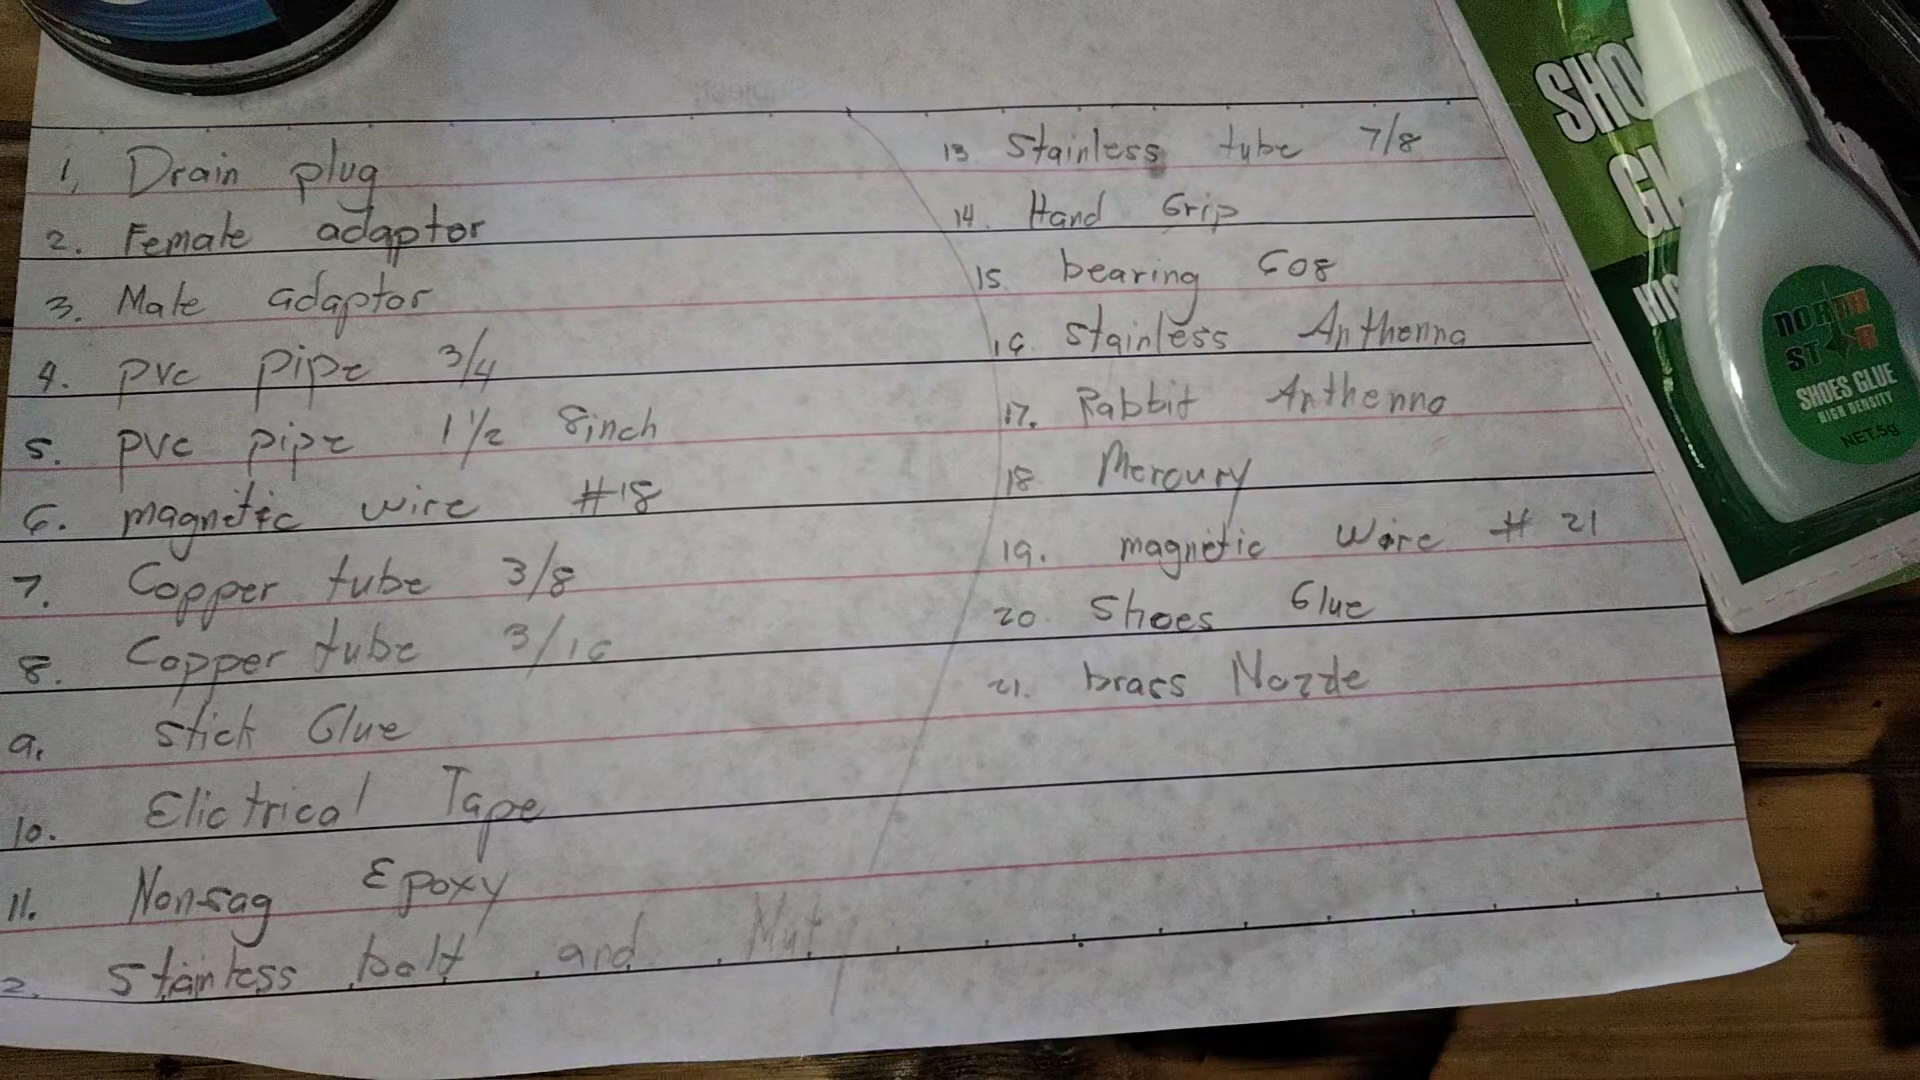 1, Drain plug
2. Female adaptor
3. Male adaptor
4. pvc pipe 3/4
5. pvc pipe 1 1/2 8inch
6. magnetic wire #18
7. Copper tube 3/8
8. Copper tube 3/16
9. Stick Glue
10. Elictrical Tape
11. Nonsag Epoxy
2. Stainless bolt and Nut
13 Stainless tube 7/8
14. Hand Grip
15. bearing 608
16. Stainless Anthenna
17. Rabbit Anthenna
18 Mercury
19. magnetic Wire # 21
20. Shoes Glue
21. brass Nozzle
SHO
GL
NORTH
STAR
SHOES GLUE
HIGH DENSITY
NET.5g